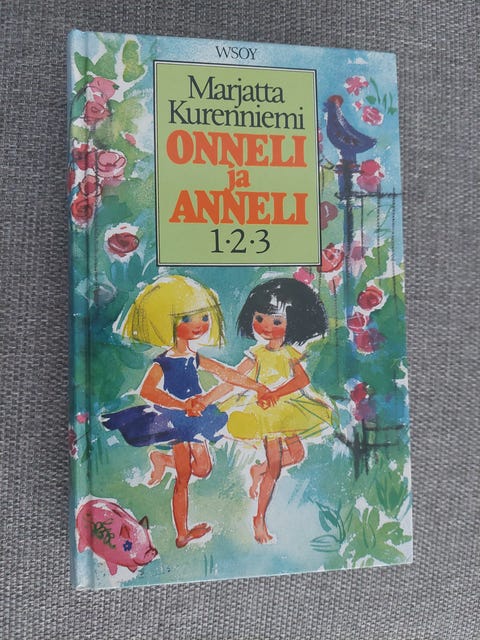 WSOY
Marjatta
Kurenniemi
ONNELI
ja
ANNELI
1•2•3